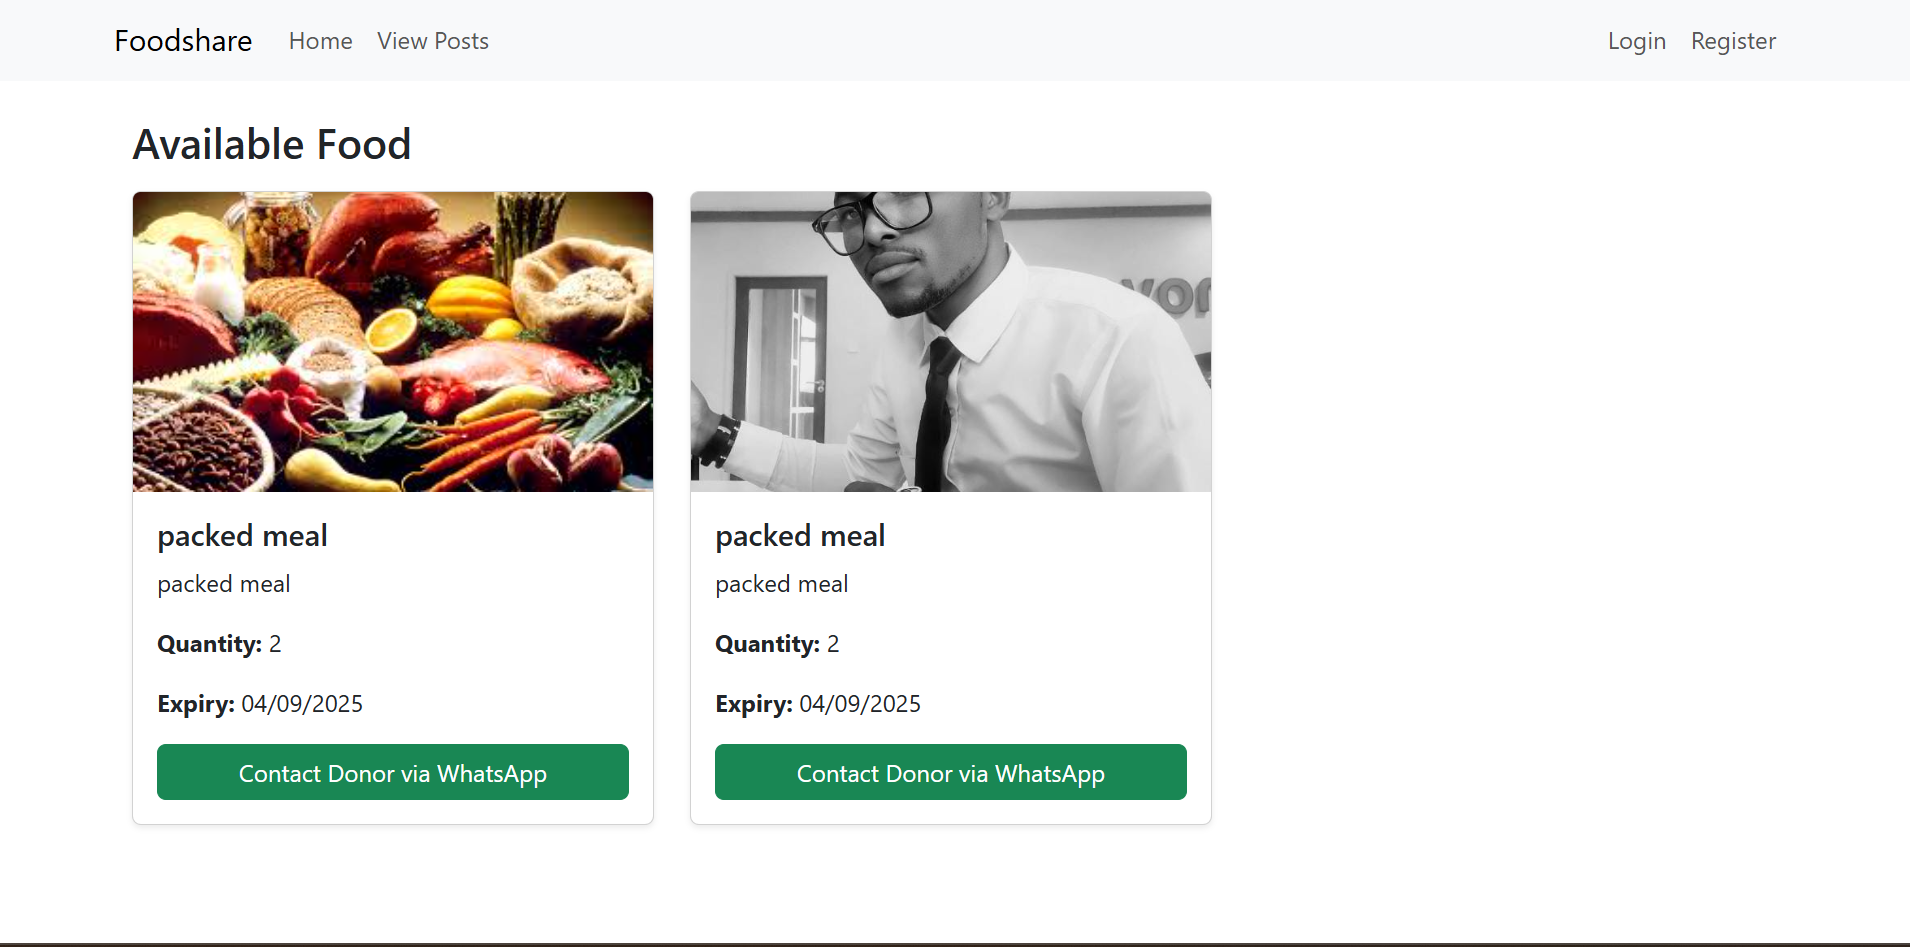 Foodshare Home View Posts Login Register
Available Food
packed meal
packed meal
Quantity: 2
Expiry: 04/09/2025
Contact Donor via WhatsApp
packed meal
packed meal
Quantity: 2
Expiry: 04/09/2025
Contact Donor via WhatsApp